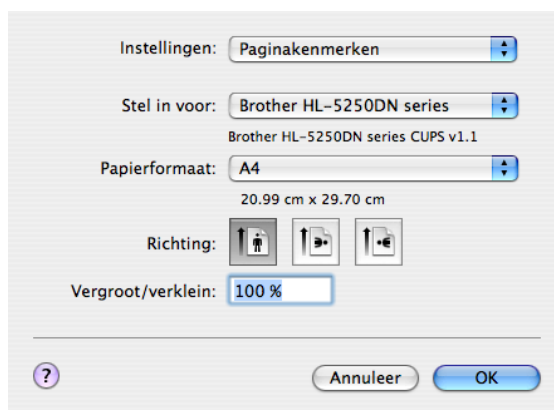 Instellingen: Paginakenmerken
Stel in voor: Brother HL-5250DN series
Brother HL-5250DN series CUPS v1.1
Papierformaat: A4
20.99 cm x 29.70 cm
Richting:
Vergroot/verklein: 100 %
? Annuleer OK